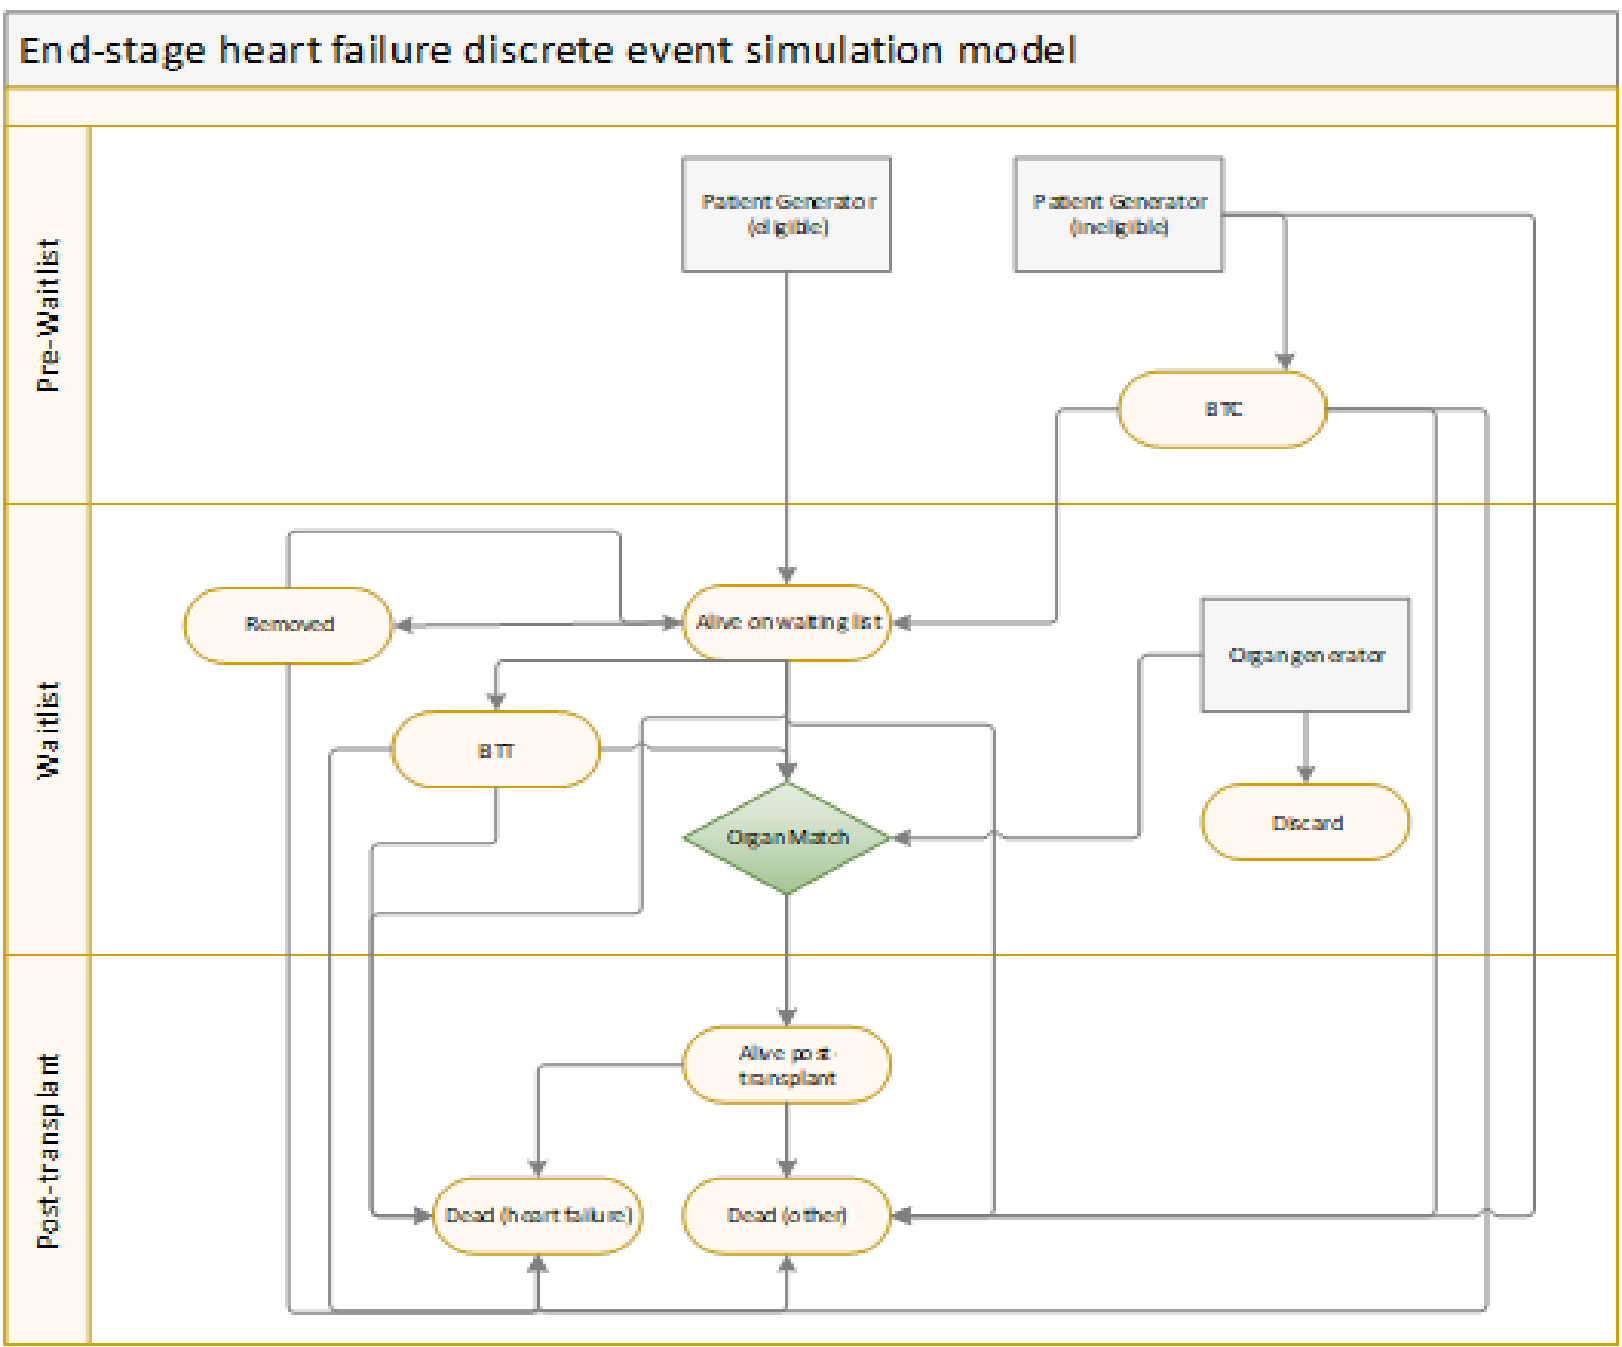 End-stage heart failure discrete event simulation model
Pre-Waitlist
Patient Generator
(eligible)
Patient Generator
(ineligible)
BTC
Waitlist
Removed
Alive on waiting list
Organ generator
BTT
Organ Match
Discard
Post-transplant
Alive post-
transplant
Dead (heart failure)
Dead (other)